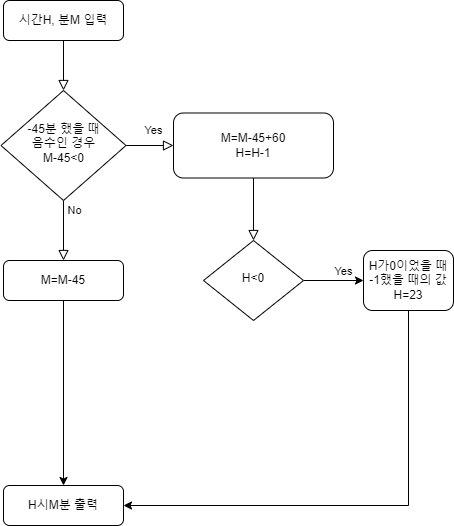 시간H, 분M 입력
-45분 했을 때
음수인 경우
M-45<0
Yes
M=M-45+60
H=H-1
No
M=M-45
H<0
Yes
H가0이었을 때
-1했을 때의 값
H=23
H시M분 출력